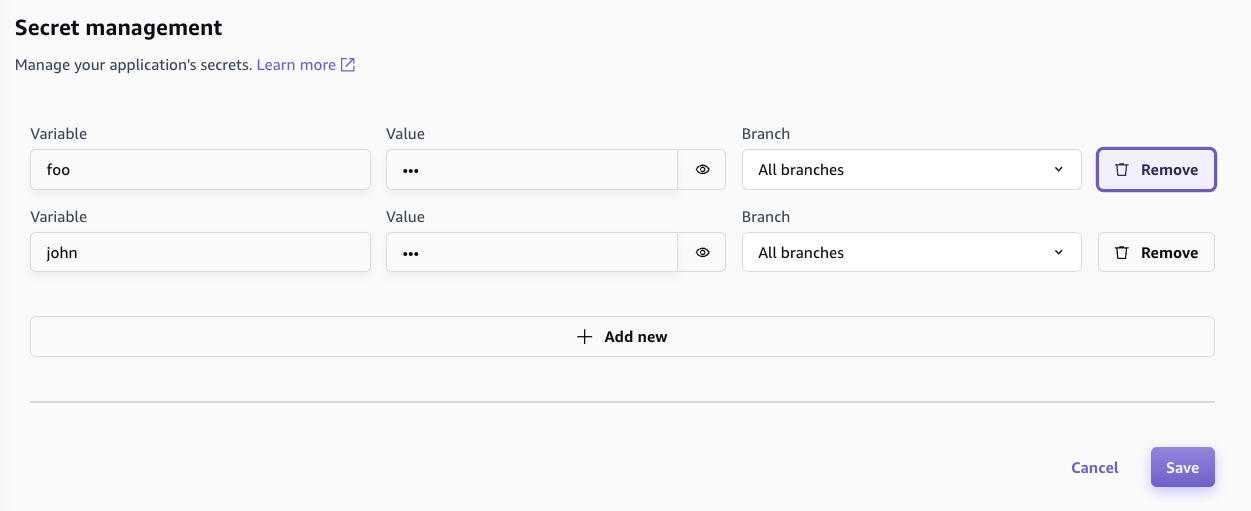 Secret management
Manage your application's secrets. Learn more
Variable Value Branch
foo ••• All branches Remove
Variable Value Branch
john ••• All branches Remove
Add new
Cancel Save